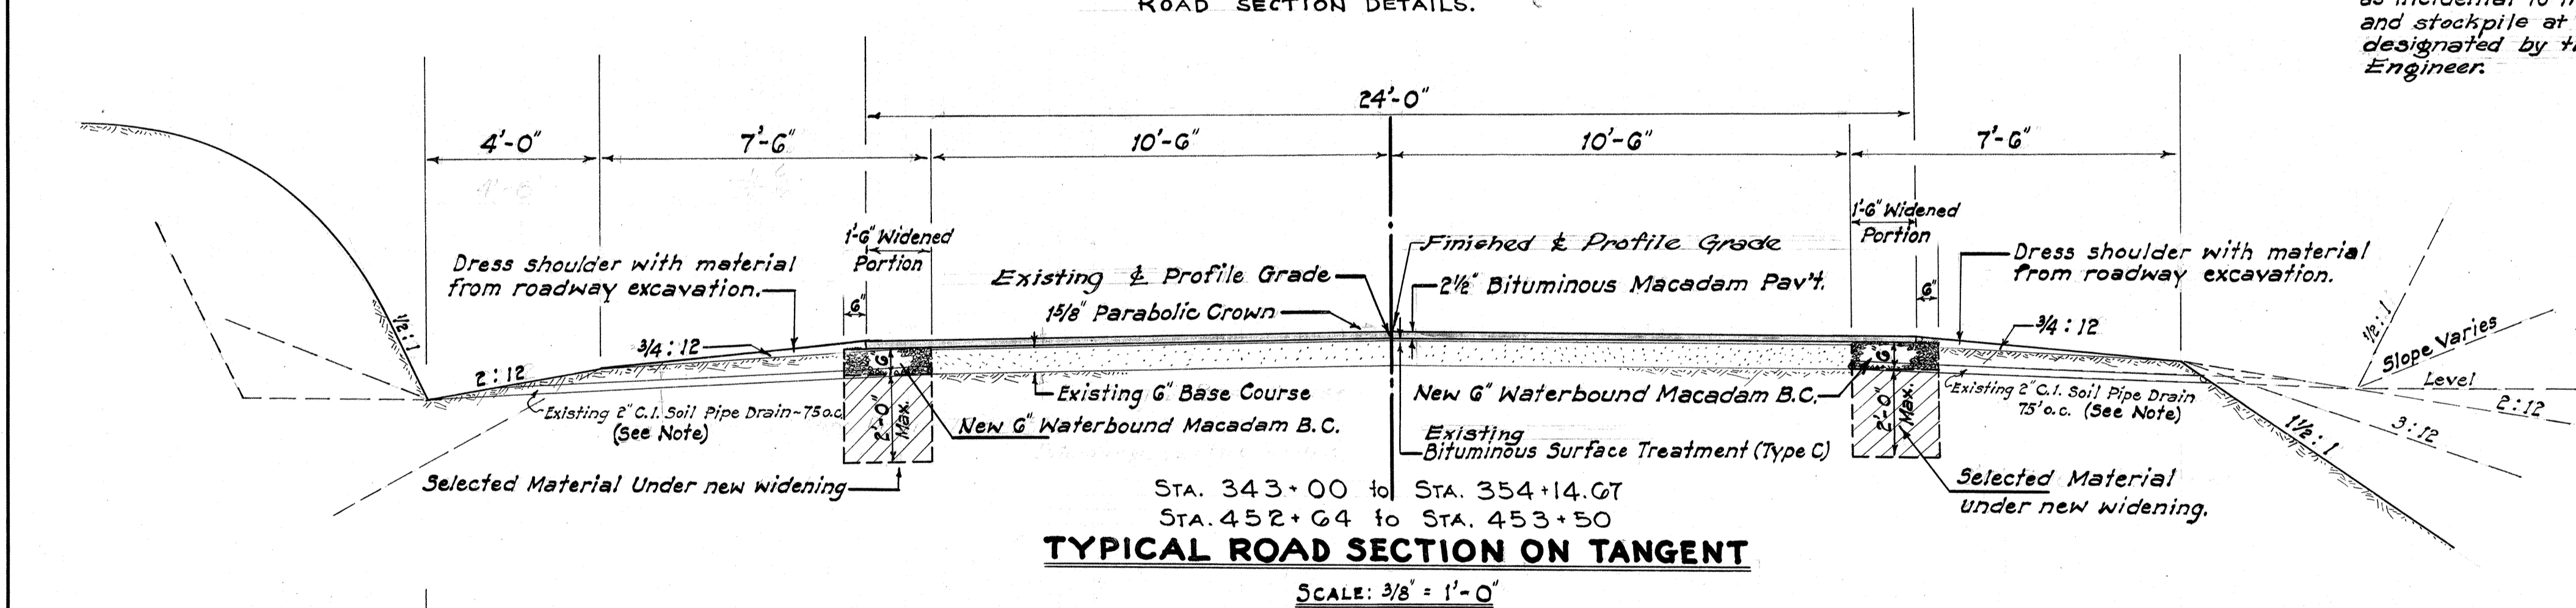 ROAD SECTION DETAILS.
and stockpile at
designated by
Engineer.
24'-0"
4'-0"
7'-6"
10'-6"
10'-6"
7'-6"
1'-6" Widened
Portion
1'-6" Widened
Portion
Dress shoulder with material
from roadway excavation.
6"
Existing ℄ Profile Grade
1 5/8" Parabolic Crown
Finished ℄ Profile Grade
2½" Bituminous Macadam Pav't.
6"
Dress shoulder with material
from roadway excavation.
1/2:1
2:12
3/4:12
6"
2'-0"
Max.
6"
2'-0"
Max.
3/4:12
1/2:1
Slope Varies
Level
2:12
3:12
1½:1
Existing 2" C.I. Soil Pipe Drain~75 o.c.
(See Note)
Existing 6" Base Course
New 6" Waterbound Macadam B.C.
New 6" Waterbound Macadam B.C.
Existing
Bituminous Surface Treatment (Type C)
Existing 2" C.I. Soil Pipe Drain
75' o.c. (See Note)
Selected Material Under new widening
Selected Material
under new widening.
STA. 343+00 to STA. 354+14.67
STA. 452+64 to STA. 453+50
TYPICAL ROAD SECTION ON TANGENT
SCALE: 3/8" = 1'-0"